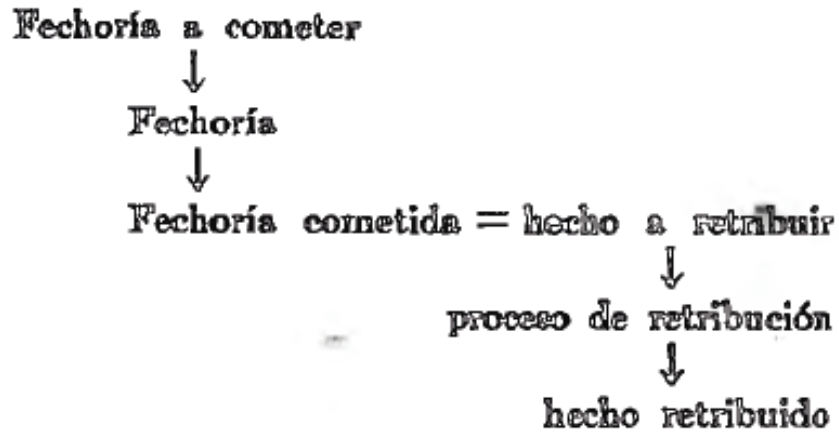 Fechoría a cometer
↓
Fechoría
↓
Fechoría cometida = hecho a retribuir
↓
proceso de retribución
↓
hecho retribuido